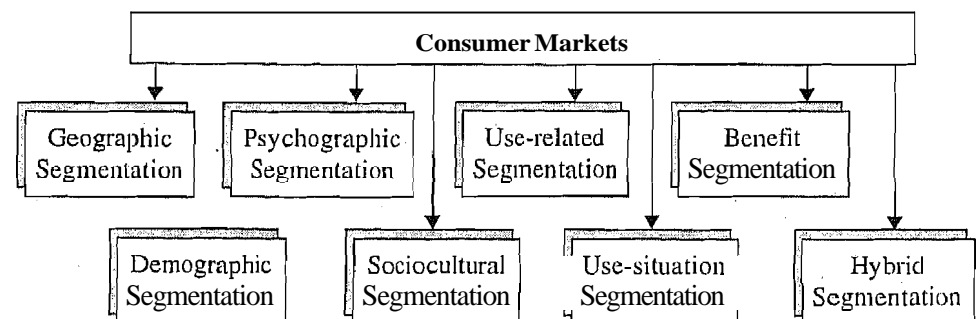 Consumer Markets
Geographic
Segmentation
Psychographic
Segmentation
Use-related
Segmentation
Benefit
Segmentation
Demographic
Segmentation
Sociocultural
Segmentation
Use-situation
Segmentation
Hybrid
Segmentation